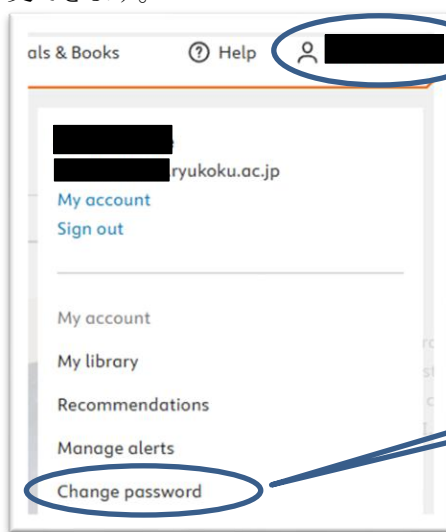 als & Books Help
ryukoku.ac.jp
My account
Sign out
My account
My library
Recommendations
Manage alerts
Change password